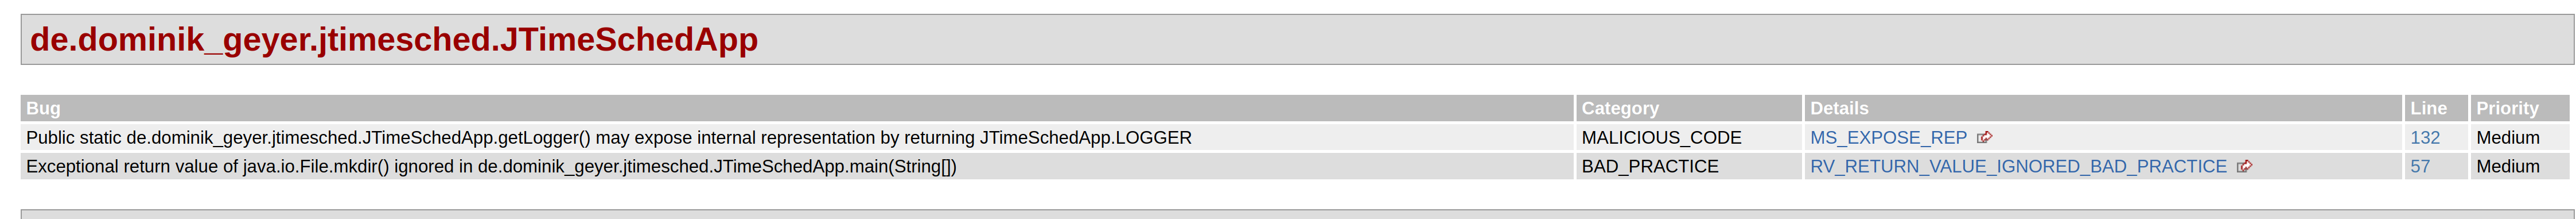 de.dominik_geyer.jtimesched.JTimeSchedApp
Bug Category Details Line Priority
Public static de.dominik_geyer.jtimesched.JTimeSchedApp.getLogger() may expose internal representation by returning JTimeSchedApp.LOGGER MALICIOUS_CODE MS_EXPOSE_REP 132 Medium
Exceptional return value of java.io.File.mkdir() ignored in de.dominik_geyer.jtimesched.JTimeSchedApp.main(String[]) BAD_PRACTICE RV_RETURN_VALUE_IGNORED_BAD_PRACTICE 57 Medium